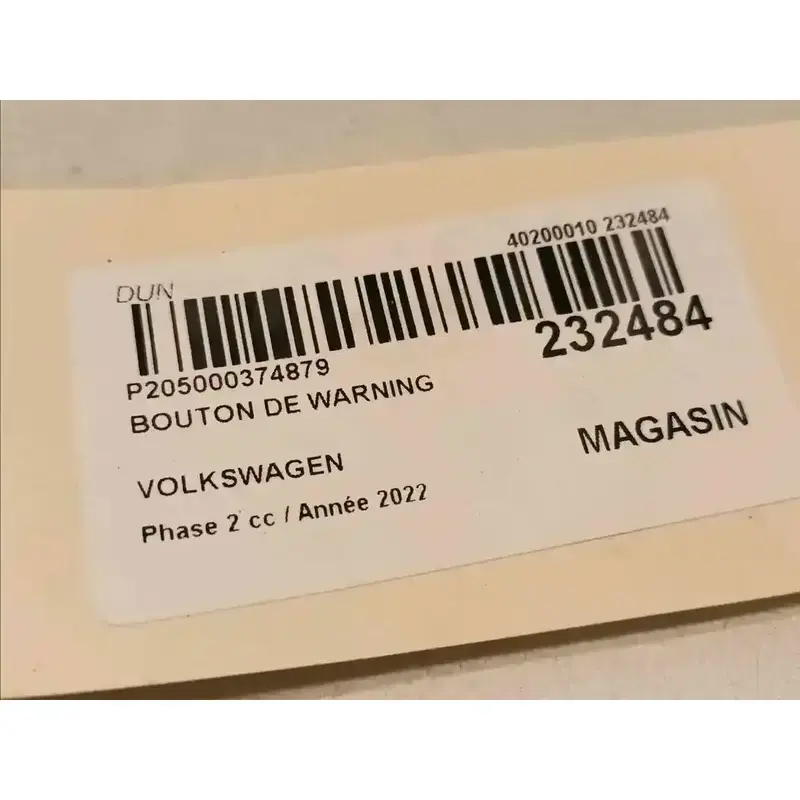 DUN
40200010 232484
P205000374879
232484
BOUTON DE WARNING
MAGASIN
VOLKSWAGEN
Phase 2 cc / Année 2022